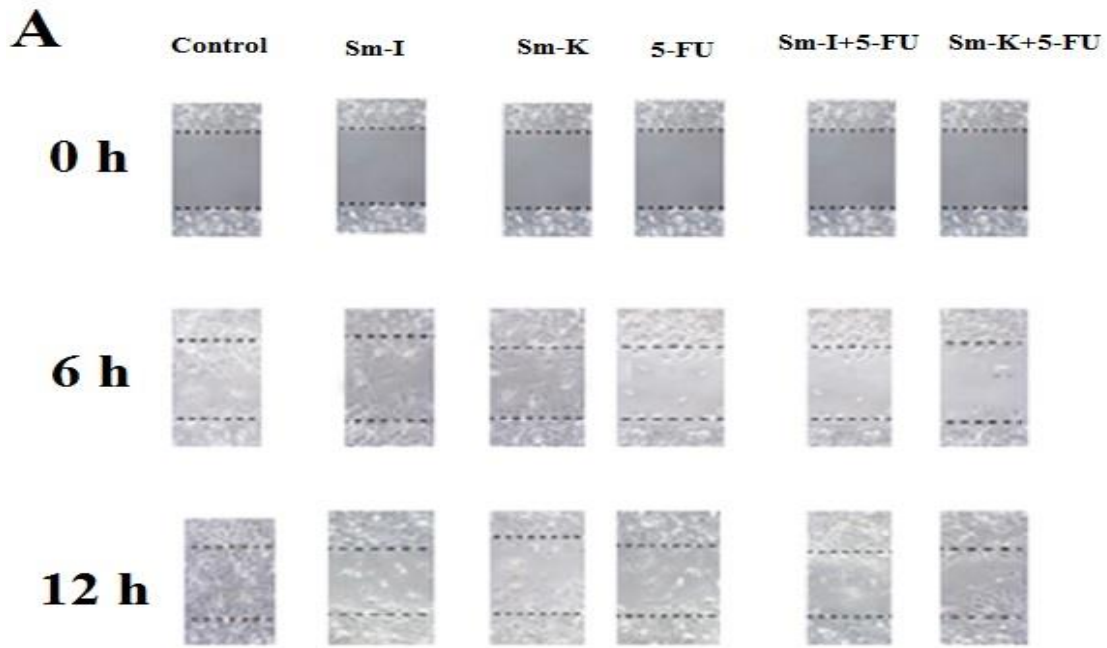 A
Control Sm-I Sm-K 5-FU Sm-I+5-FU Sm-K+5-FU
0 h
6 h
12 h